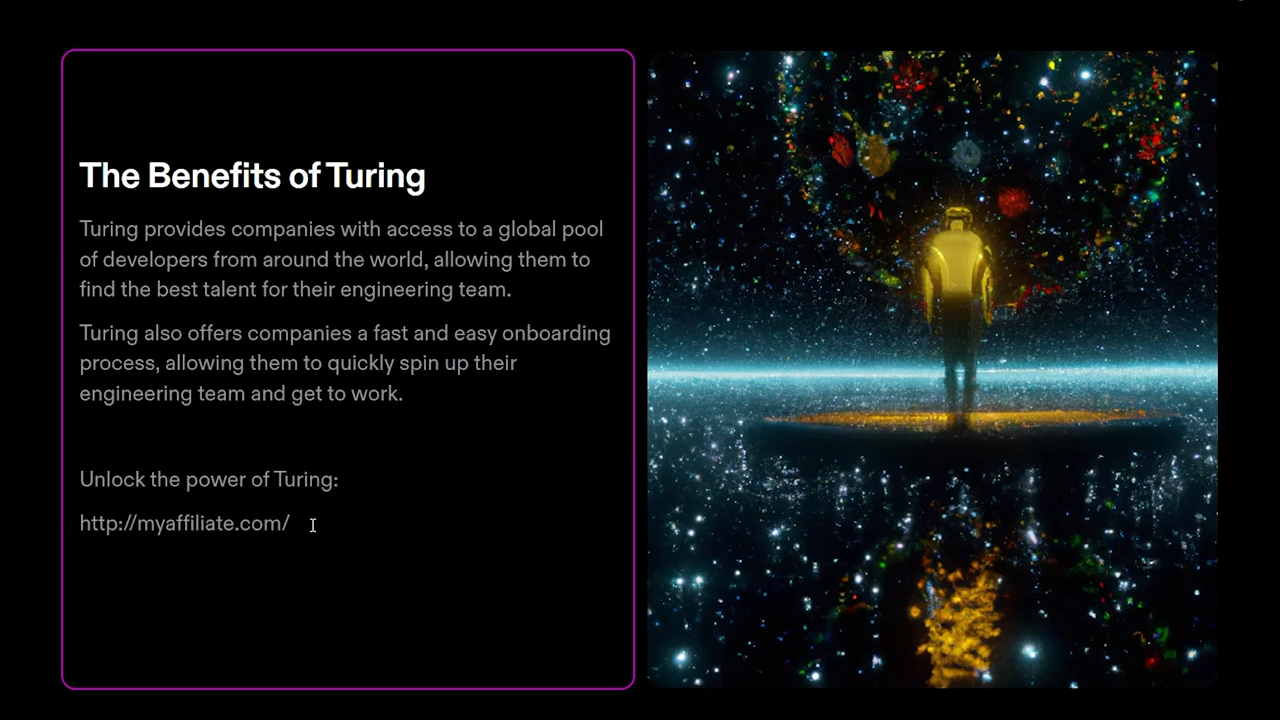 The Benefits of Turing
Turing provides companies with access to a global pool
of developers from around the world, allowing them to
find the best talent for their engineering team.
Turing also offers companies a fast and easy onboarding
process, allowing them to quickly spin up their
engineering team and get to work.
Unlock the power of Turing:
http://myaffiliate.com/